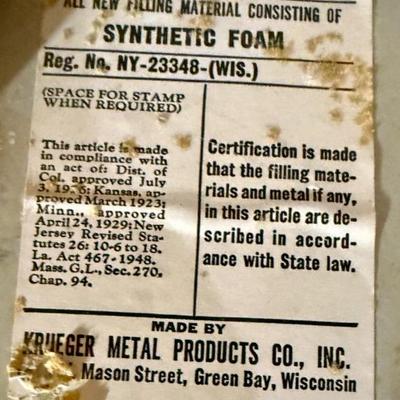 ALL NEW FILLING MATERIAL CONSISTING OF
SYNTHETIC FOAM
Reg. No. NY-23348-(WIS.)
(SPACE FOR STAMP
WHEN REQUIRED)
This article is made
in compliance with
an act of: Dist. of
Col. approved July
3, 1926; Kansas, ap-
proved March 1923;
Minn., approved
April 24, 1929; New
Jersey Revised Sta-
tutes 26: 10-6 to 18.
La. Act 467-1948.
Mass. G.L., Sec. 270,
Chap. 94.
Certification is made
that the filling mate-
rials and metal if any,
in this article are de-
scribed in accord-
ance with State law.
MADE BY
KRUEGER METAL PRODUCTS CO., INC.
Mason Street, Green Bay, Wisconsin